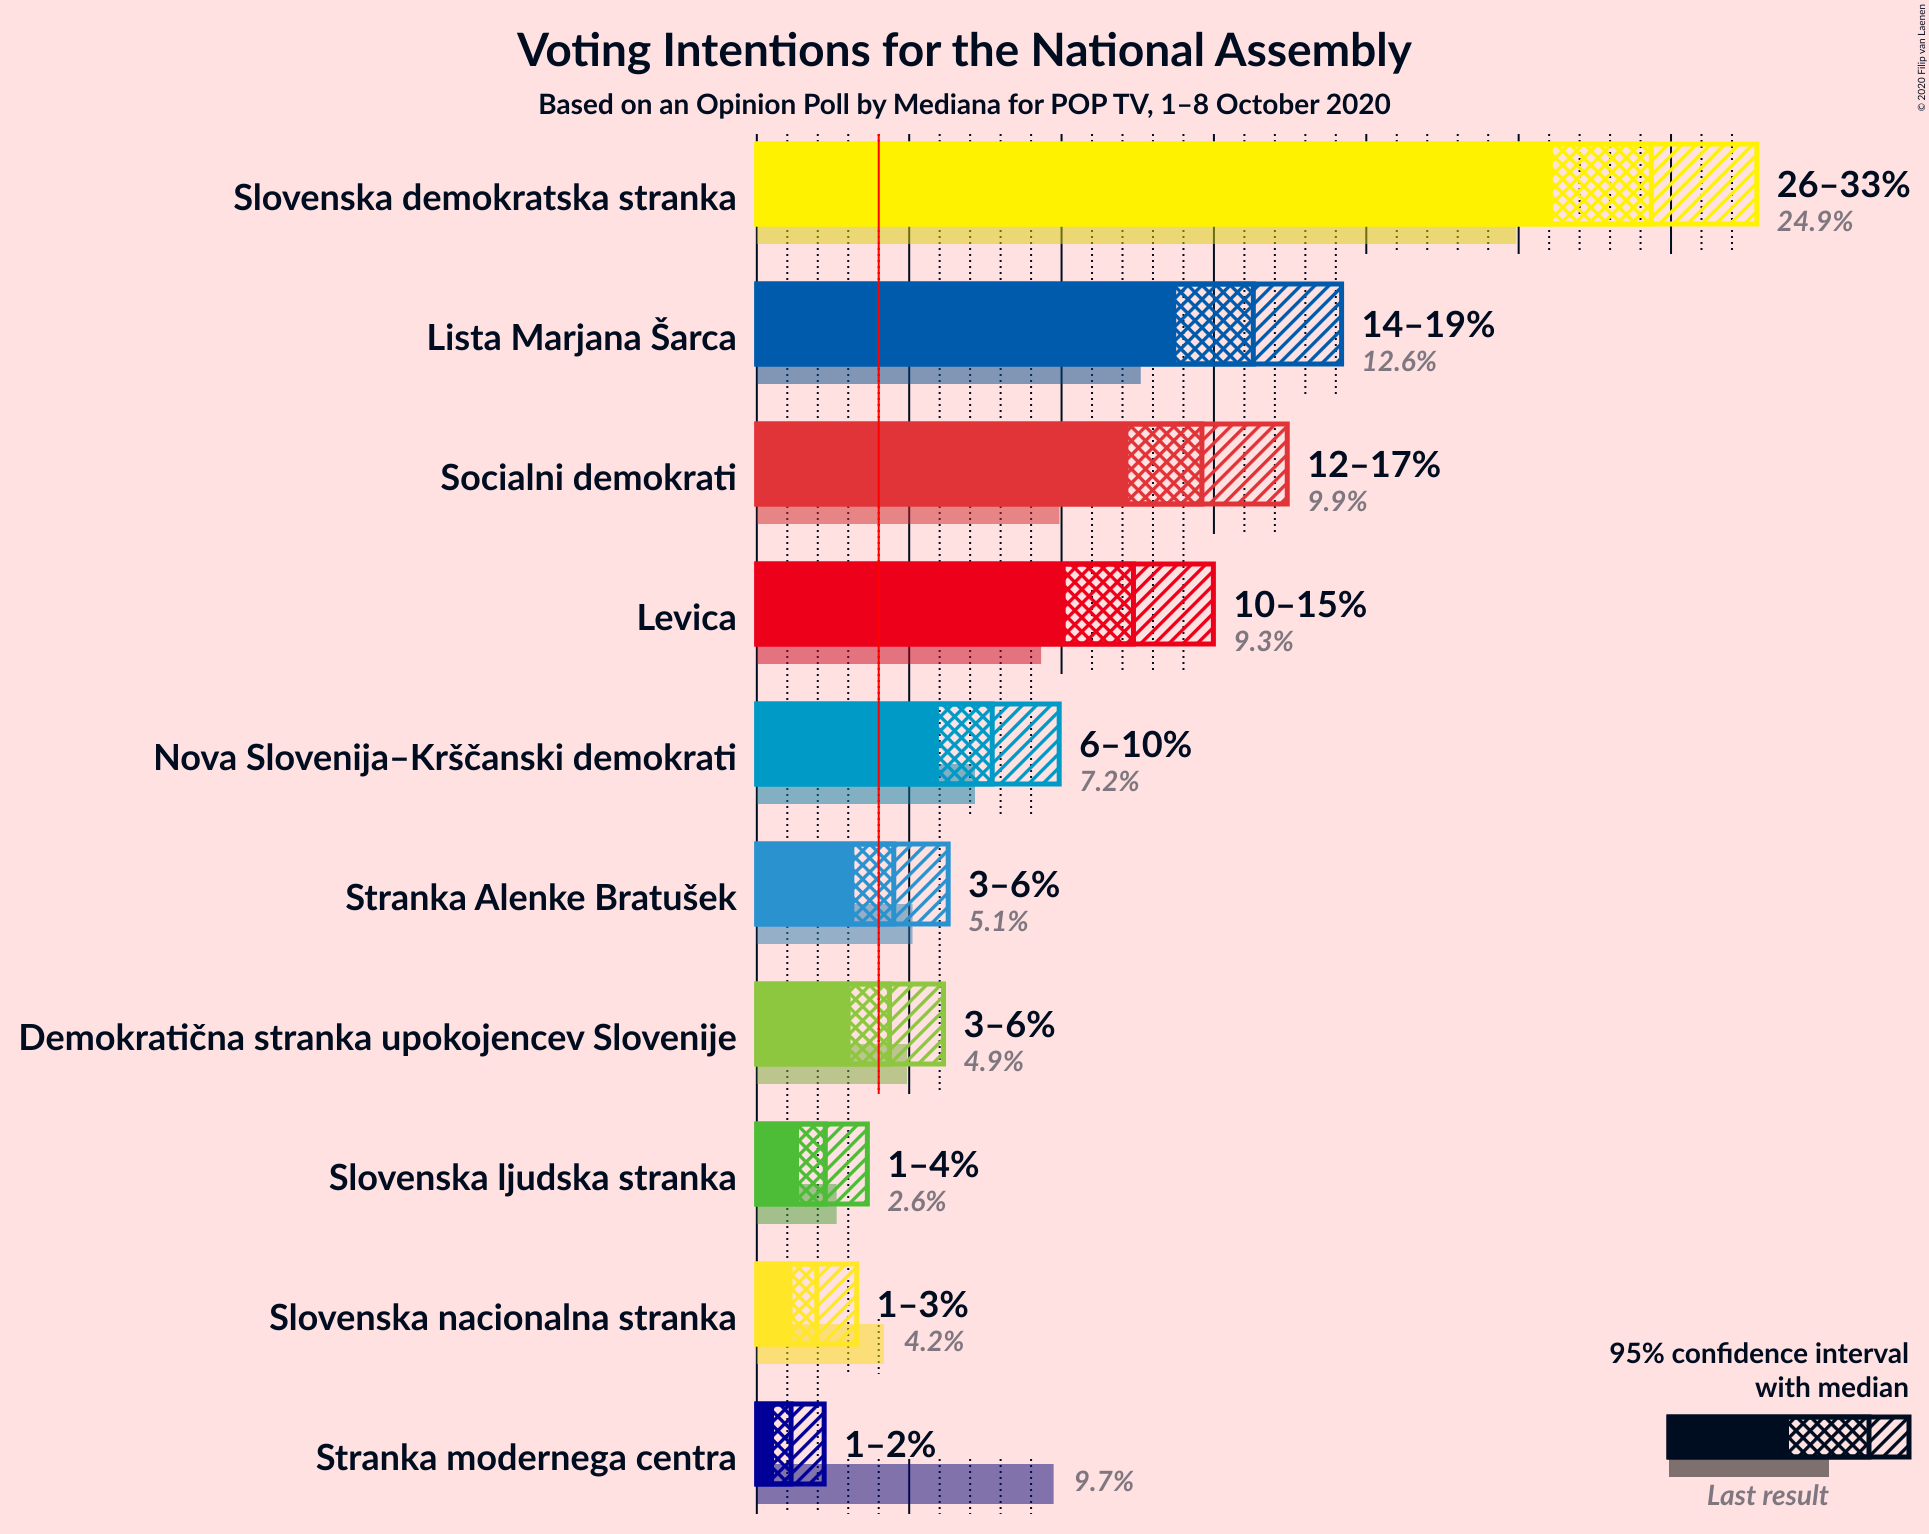 Voting Intentions for the National Assembly
Based on an Opinion Poll by Mediana for POP TV, 1–8 October 2020
© 2020 Filip van Laenen
Slovenska demokratska stranka
26–33%
24.9%
Lista Marjana Šarca
14–19%
12.6%
Socialni demokrati
12–17%
9.9%
Levica
10–15%
9.3%
Nova Slovenija–Krščanski demokrati
6–10%
7.2%
Stranka Alenke Bratušek
3–6%
5.1%
Demokratična stranka upokojencev Slovenije
3–6%
4.9%
Slovenska ljudska stranka
1–4%
2.6%
Slovenska nacionalna stranka
1–3%
4.2%
Stranka modernega centra
1–2%
9.7%
95% confidence interval
with median
Last result